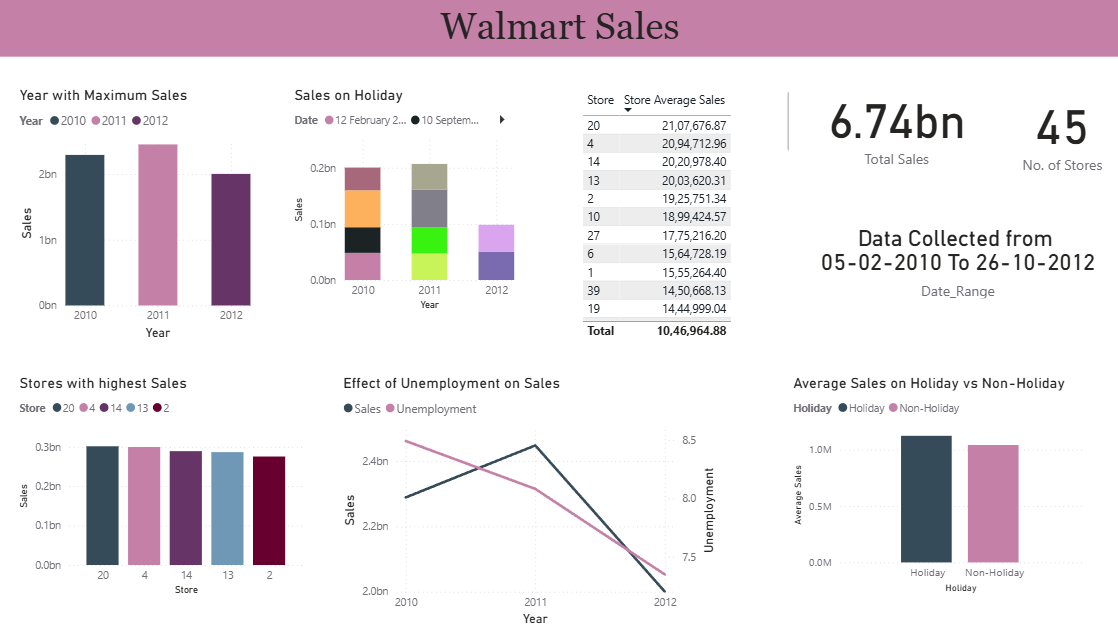 Walmart Sales
Year with Maximum Sales
Year 2010 2011 2012
2bn
1bn
0bn
Sales
2010 2011 2012
Year
Sales on Holiday
Date 12 February 2... 10 Septem...
0.2bn
0.1bn
0.0bn
Sales
2010 2011 2012
Year
Store Store Average Sales
20 21,07,676.87
4 20,94,712.96
14 20,20,978.40
13 20,03,620.31
2 19,25,751.34
10 18,99,424.57
27 17,75,216.20
6 15,64,728.19
1 15,55,264.40
39 14,50,668.13
19 14,44,999.04
Total 10,46,964.88
6.74bn
Total Sales
45
No. of Stores
Data Collected from
05-02-2010 To 26-10-2012
Date_Range
Stores with highest Sales
Store 20 4 14 13 2
0.3bn
0.2bn
0.1bn
0.0bn
Sales
20 4 14 13 2
Store
Effect of Unemployment on Sales
Sales Unemployment
2.4bn
2.2bn
2.0bn
Sales
8.5
8.0
7.5
Unemployment
2010 2011 2012
Year
Average Sales on Holiday vs Non-Holiday
Holiday Holiday Non-Holiday
1.0M
0.5M
0.0M
Average Sales
Holiday Non-Holiday
Holiday